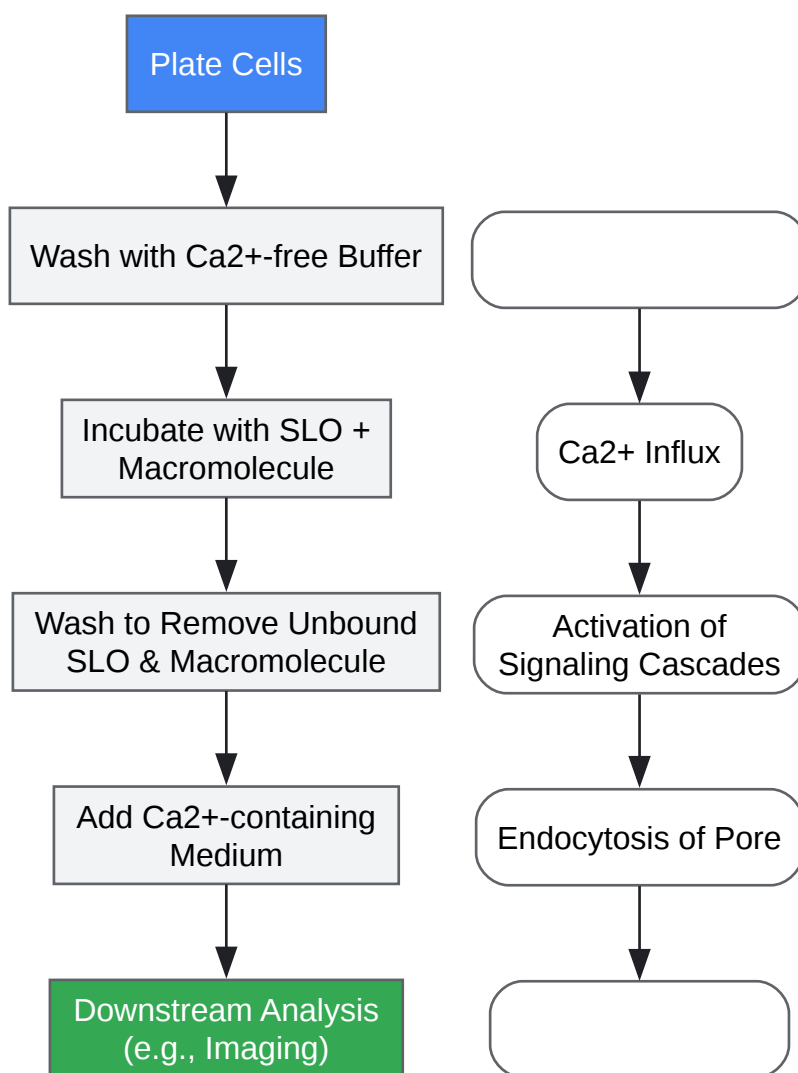 Plate Cells
Wash with Ca2+-free Buffer
Incubate with SLO +
Macromolecule
Wash to Remove Unbound
SLO & Macromolecule
Add Ca2+-containing
Medium
Downstream Analysis
(e.g., Imaging)
Ca2+ Influx
Activation of
Signaling Cascades
Endocytosis of Pore